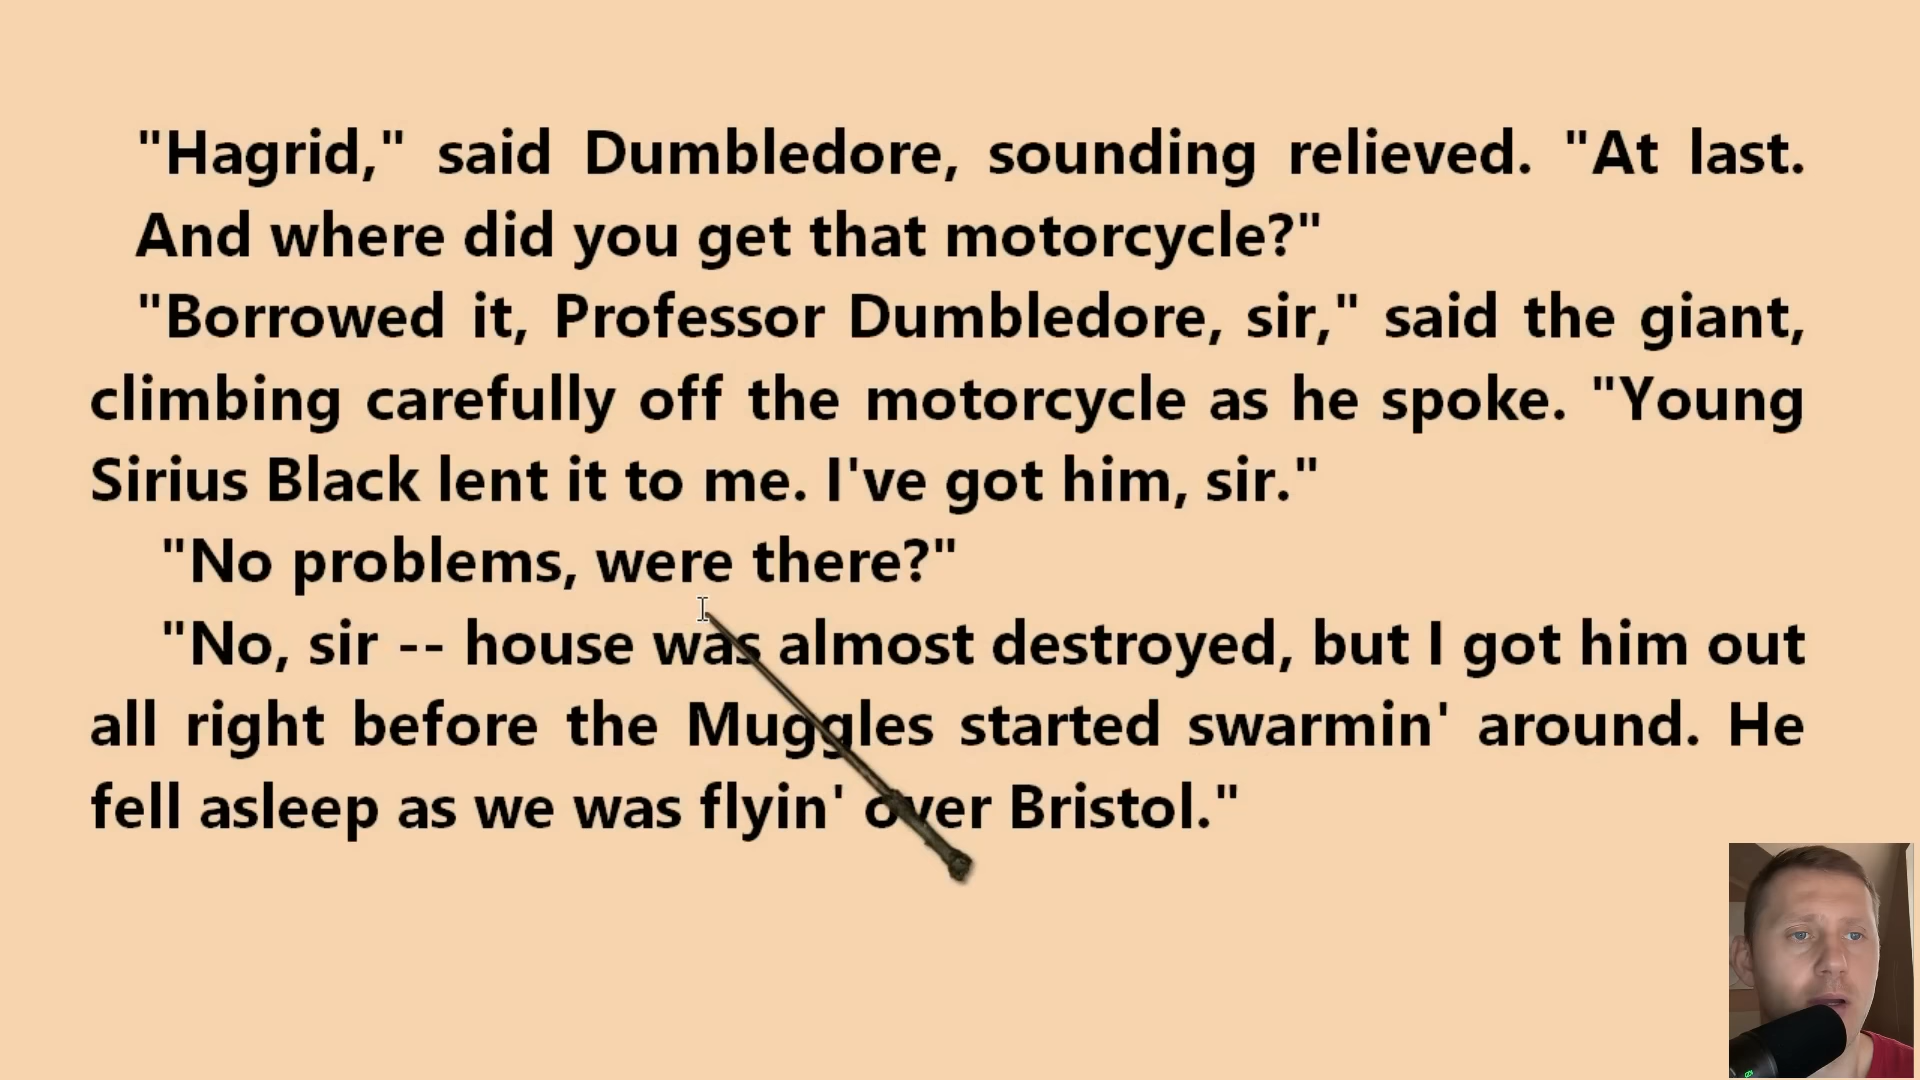 "Hagrid," said Dumbledore, sounding relieved. "At last.
And where did you get that motorcycle?"
"Borrowed it, Professor Dumbledore, sir," said the giant,
climbing carefully off the motorcycle as he spoke. "Young
Sirius Black lent it to me. I've got him, sir."
"No problems, were there?"
"No, sir -- house was almost destroyed, but I got him out
all right before the Muggles started swarmin' around. He
fell asleep as we was flyin' over Bristol."